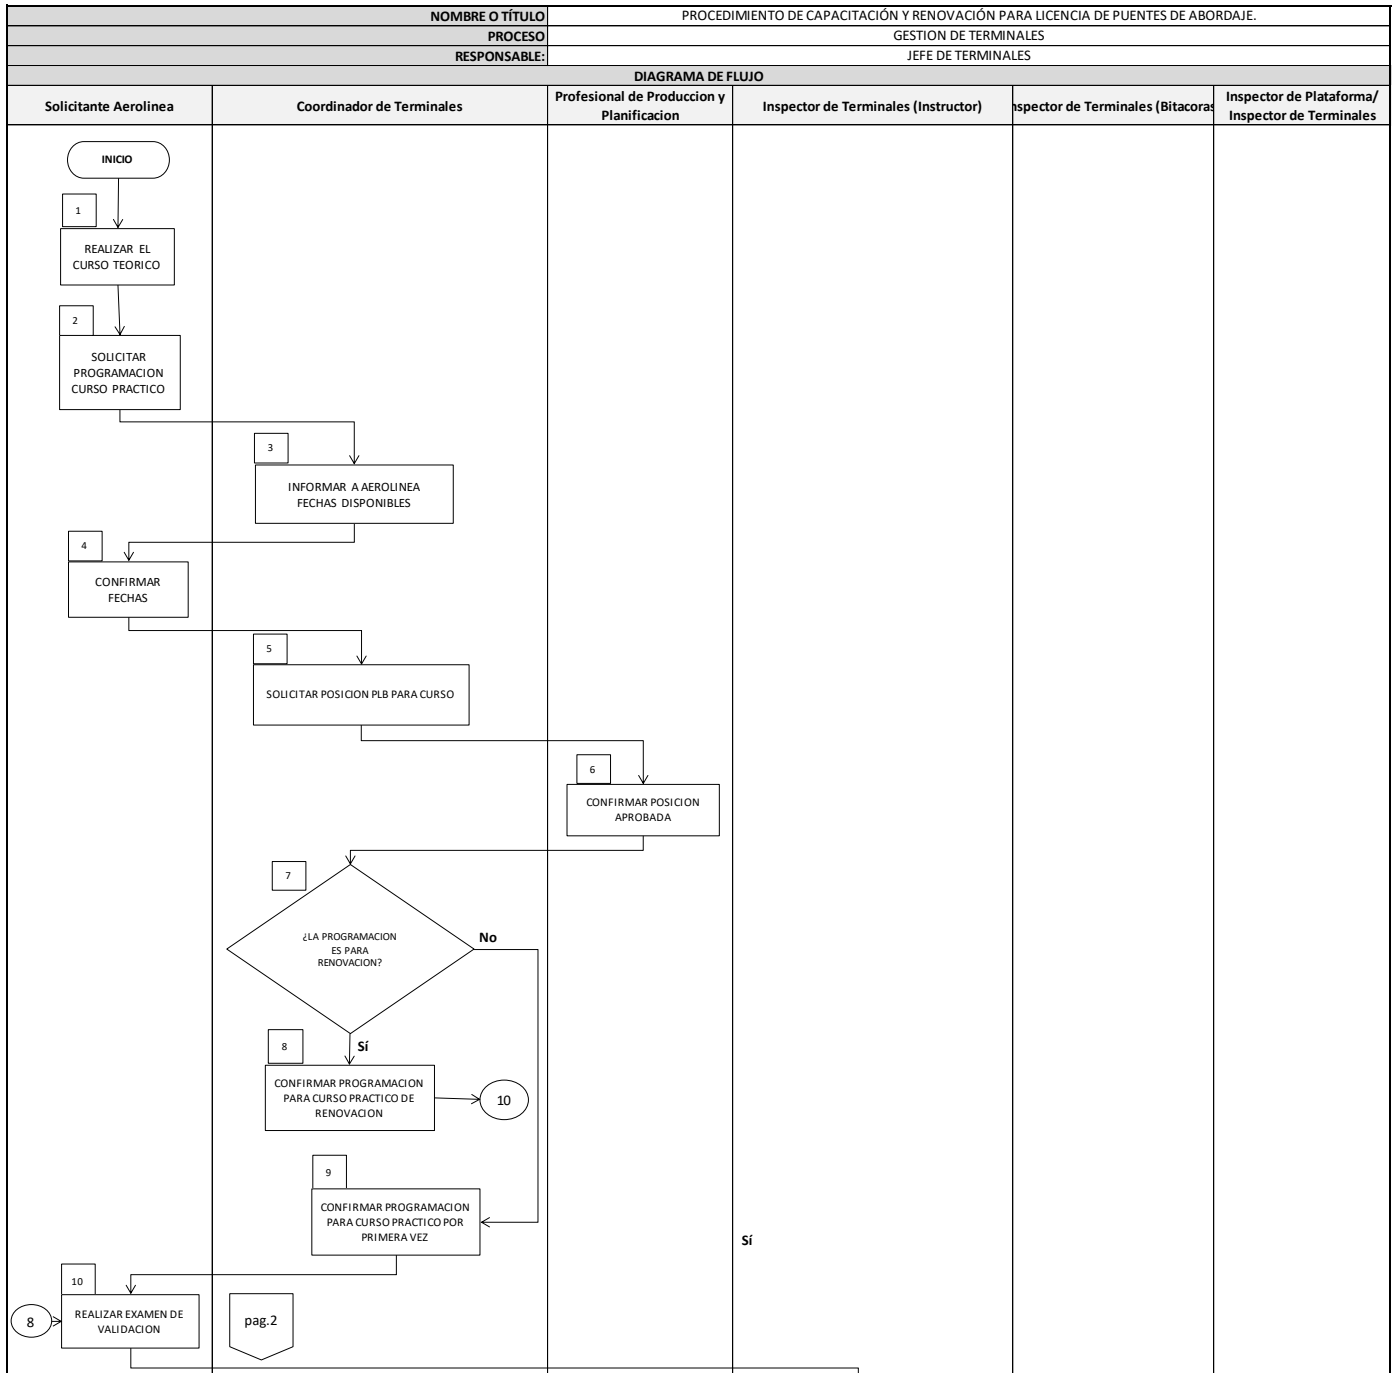 NOMBRE O TÍTULO
PROCEDIMIENTO DE CAPACITACIÓN Y RENOVACIÓN PARA LICENCIA DE PUENTES DE ABORDAJE.
PROCESO
GESTION DE TERMINALES
RESPONSABLE:
JEFE DE TERMINALES
DIAGRAMA DE FLUJO
Solicitante Aerolinea
Coordinador de Terminales
Profesional de Produccion y
Planificacion
Inspector de Terminales (Instructor)
nspector de Terminales (Bitacoras
Inspector de Plataforma/
Inspector de Terminales
INICIO
1
REALIZAR EL
CURSO TEORICO
2
SOLICITAR
PROGRAMACION
CURSO PRACTICO
3
INFORMAR A AEROLINEA
FECHAS DISPONIBLES
4
CONFIRMAR
FECHAS
5
SOLICITAR POSICION PLB PARA CURSO
6
CONFIRMAR POSICION
APROBADA
7
¿LA PROGRAMACION
ES PARA
RENOVACION?
No
Sí
8
CONFIRMAR PROGRAMACION
PARA CURSO PRACTICO DE
RENOVACION
10
9
CONFIRMAR PROGRAMACION
PARA CURSO PRACTICO POR
PRIMERA VEZ
Sí
10
8
REALIZAR EXAMEN DE
VALIDACION
pag.2